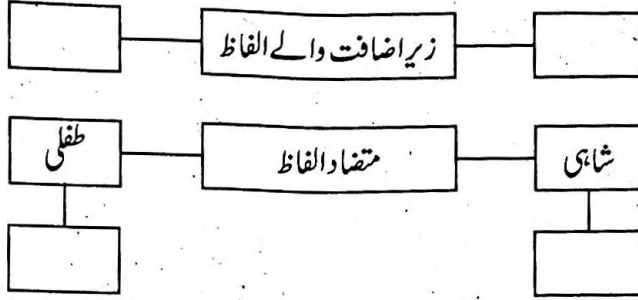 زیر اضافت والے الفاظ
شاہی متضاد الفاظ طفلی